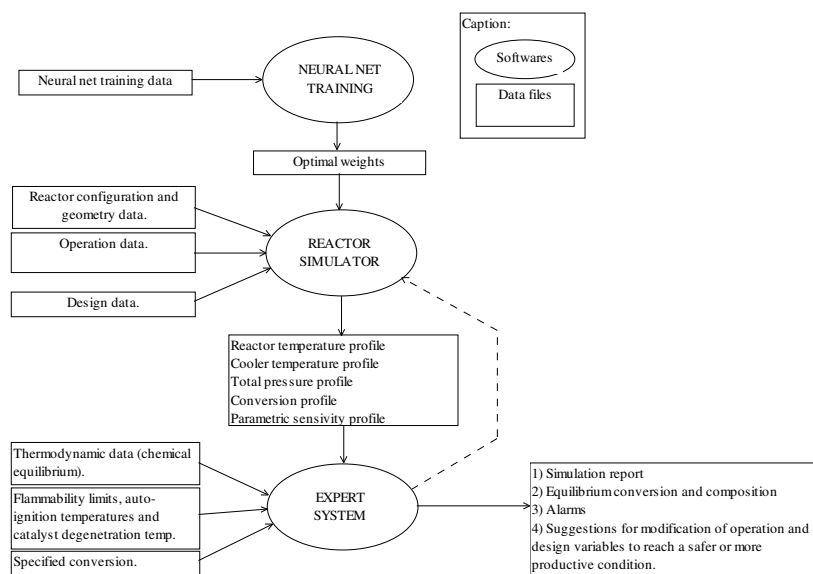 Caption:
Softwares
Data files
Neural net training data
NEURAL NET
TRAINING
Optimal weights
Reactor configuration and
geometry data.
Operation data.
Design data.
REACTOR
SIMULATOR
Reactor temperature profile
Cooler temperature profile
Total pressure profile
Conversion profile
Parametric sensivity profile
Thermodynamic data (chemical
equilibrium).
Flammability limits, auto-
ignition temperatures and
catalyst degenetration temp.
Specified conversion.
EXPERT
SYSTEM
1) Simulation report
2) Equilibrium conversion and composition
3) Alarms
4) Suggestions for modification of operation and
design variables to reach a safer or more
productive condition.